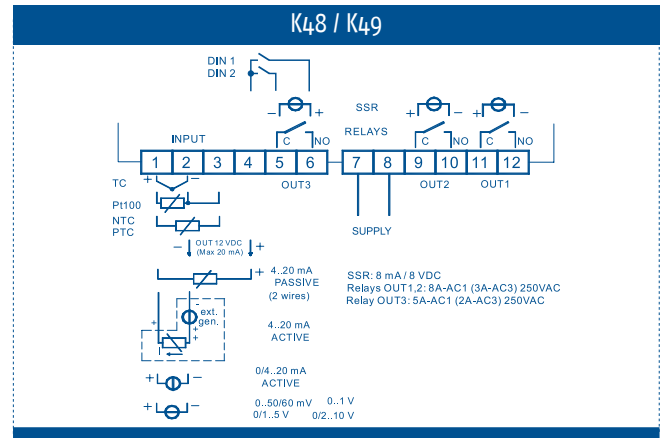 K48 / K49
DIN 1
DIN 2
− + SSR − + − +
RELAYS
INPUT C NO C NO C NO
1 2 3 4 5 6 7 8 9 10 11 12
TC + − OUT3 OUT2 OUT1
Pt100
NTC
PTC
SUPPLY
− OUT 12 VDC +
(Max 20 mA)
+ 4..20 mA
PASSIVE
(2 wires)
SSR: 8 mA / 8 VDC
Relays OUT1,2: 8A-AC1 (3A-AC3) 250VAC
Relay OUT3: 5A-AC1 (2A-AC3) 250VAC
−
ext.
gen.
+ +
+
I
4..20 mA
ACTIVE
0/4..20 mA
ACTIVE
+ I −
+ −
0..50/60 mV 0..1 V
0/1..5 V 0/2..10 V